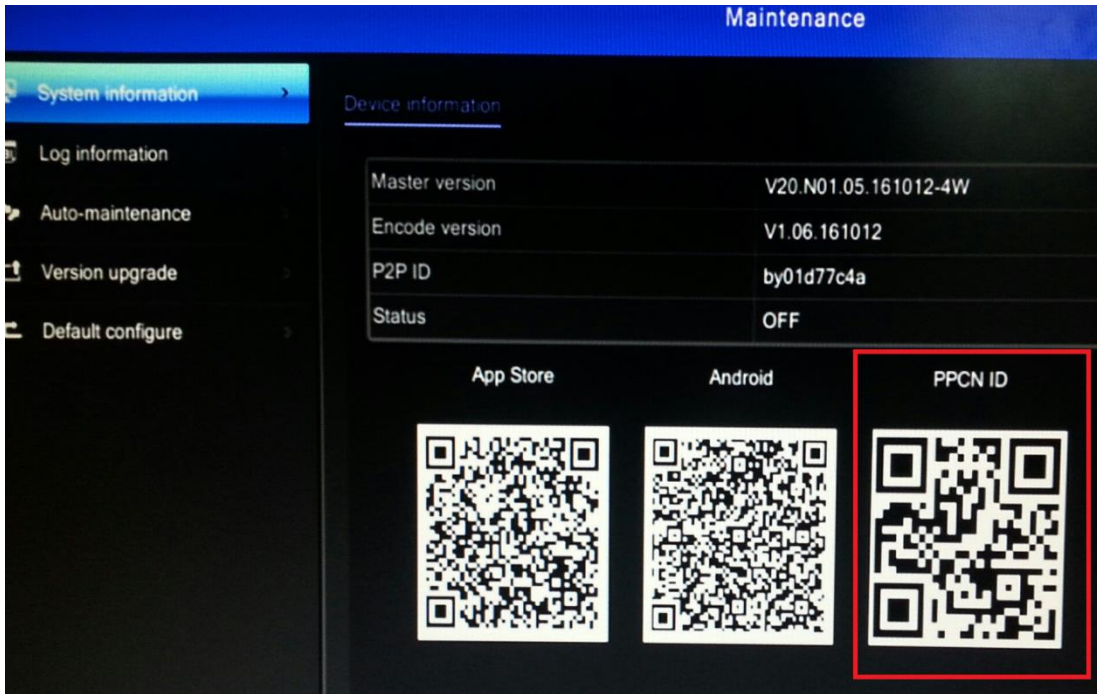 Maintenance
System information
Log information
Auto-maintenance
Version upgrade
Default configure
Device information
Master version V20.N01.05.161012-4W
Encode version V1.06.161012
P2P ID by01d77c4a
Status OFF
App Store Android PPCN ID